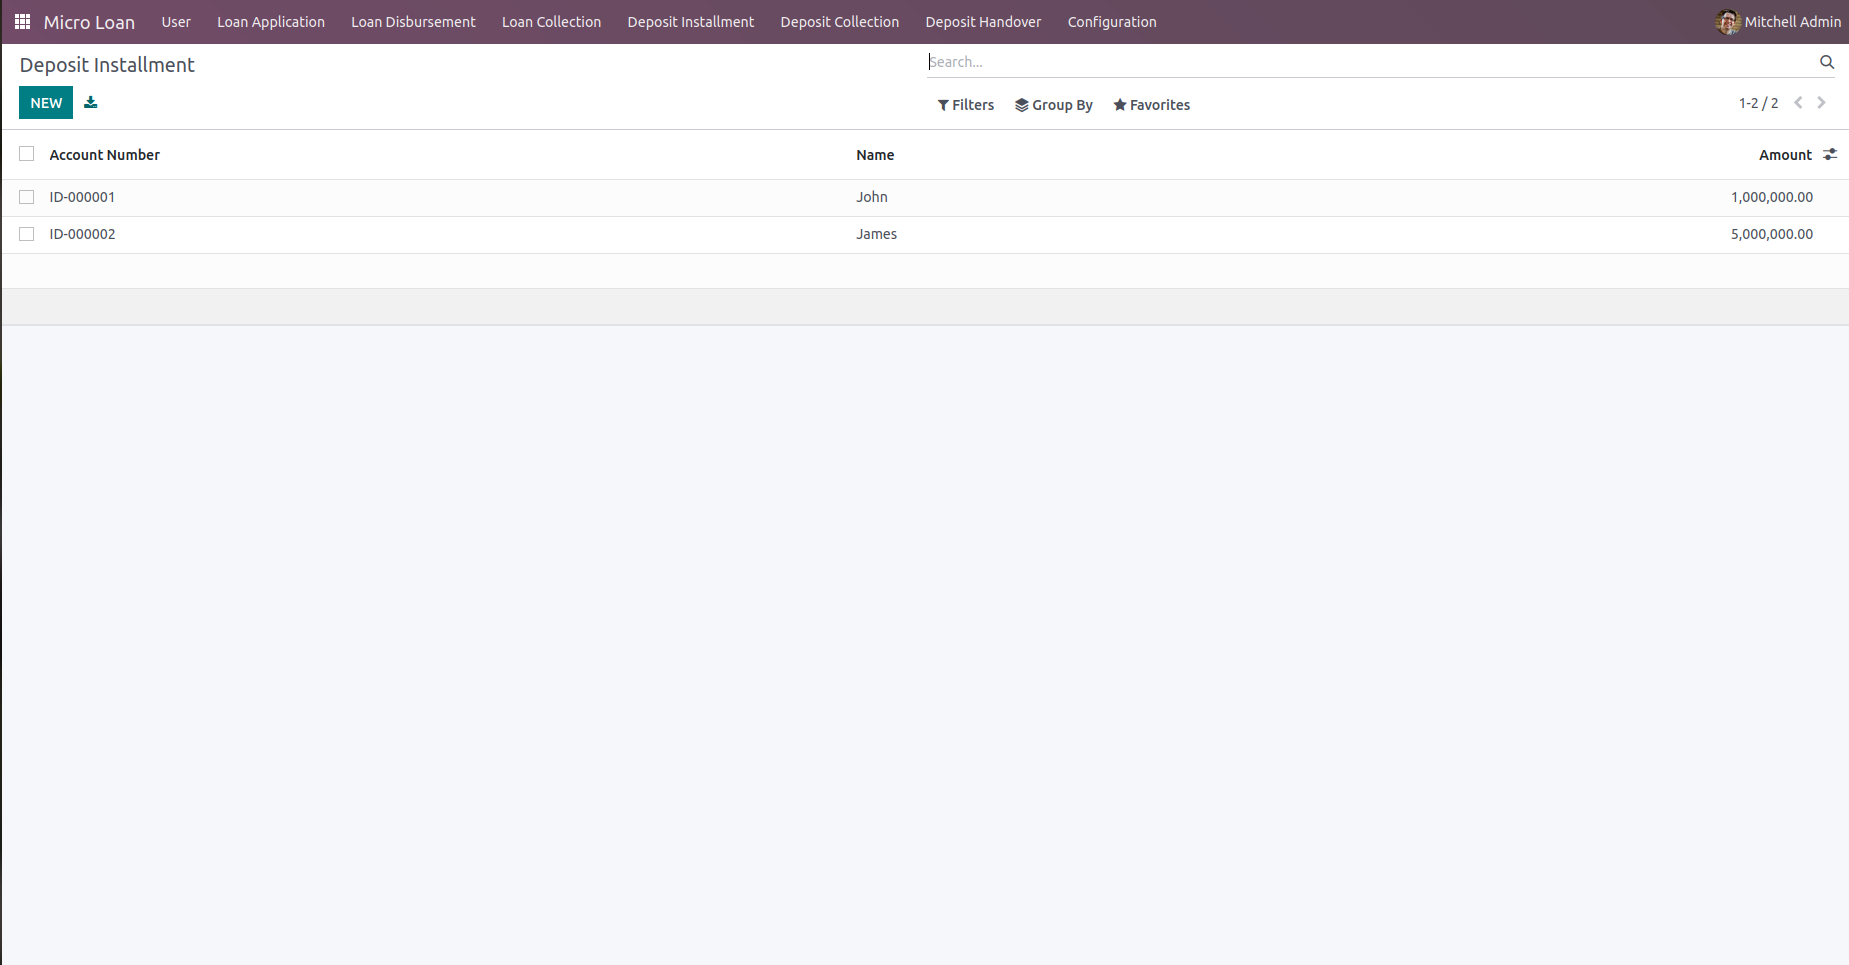 Micro Loan User Loan Application Loan Disbursement Loan Collection Deposit Installment Deposit Collection Deposit Handover Configuration Mitchell Admin
Deposit Installment
Search...
NEW
Filters Group By Favorites
1-2 / 2
Account Number Name Amount
ID-000001 John 1,000,000.00
ID-000002 James 5,000,000.00